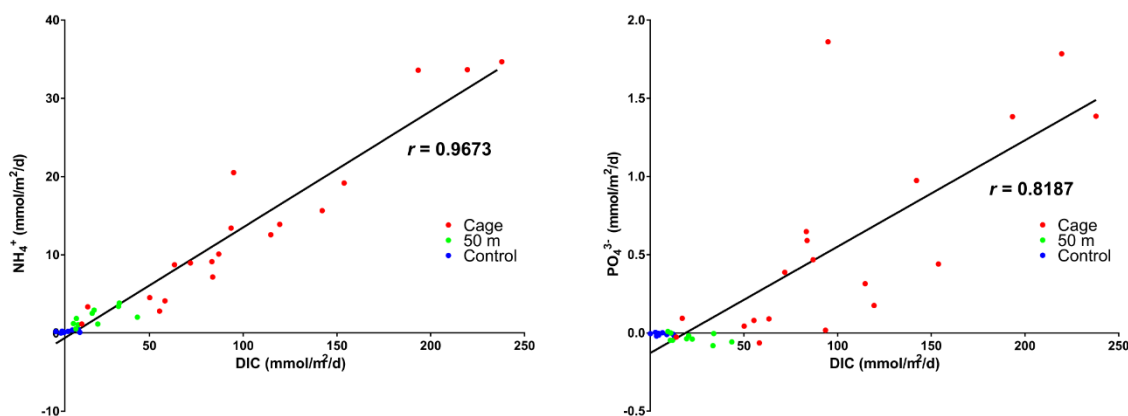 40
30
20
10
-10
NH₄⁺ (mmol/m²/d)
50
100
150
200
250
DIC (mmol/m²/d)
r = 0.9673
Cage
50 m
Control
2.0
1.5
1.0
0.5
0.0
-0.5
PO₄³⁻ (mmol/m²/d)
50
100
150
200
250
DIC (mmol/m²/d)
r = 0.8187
Cage
50 m
Control